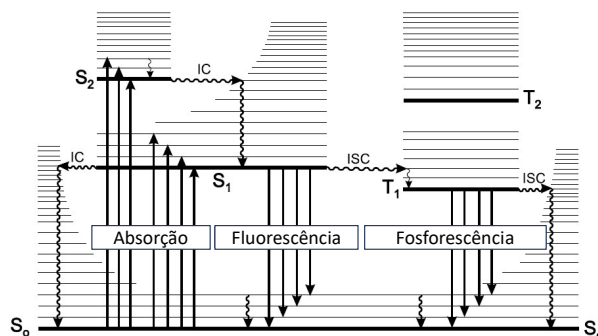 S₂
IC
T₂
IC
S₁
ISC
T₁
ISC
Absorção
Fluorescência
Fosforescência
S₀
S₀